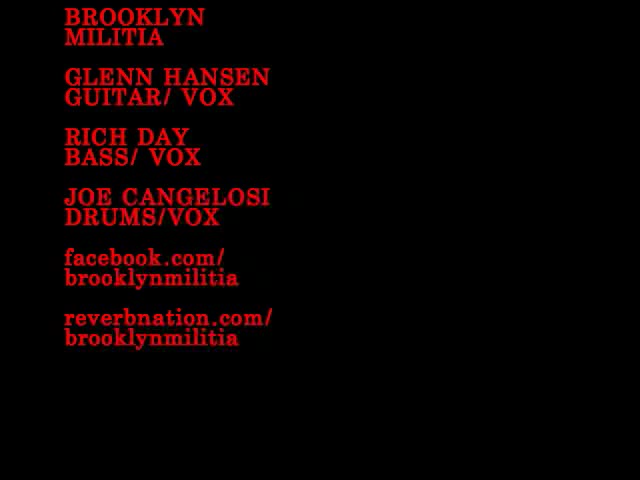 BROOKLYN
MILITIA
GLENN HANSEN
GUITAR/ VOX
RICH DAY
BASS/ VOX
JOE CANGELOSI
DRUMS/VOX
facebook.com/
brooklynmilitia
reverbnation.com/
brooklynmilitia